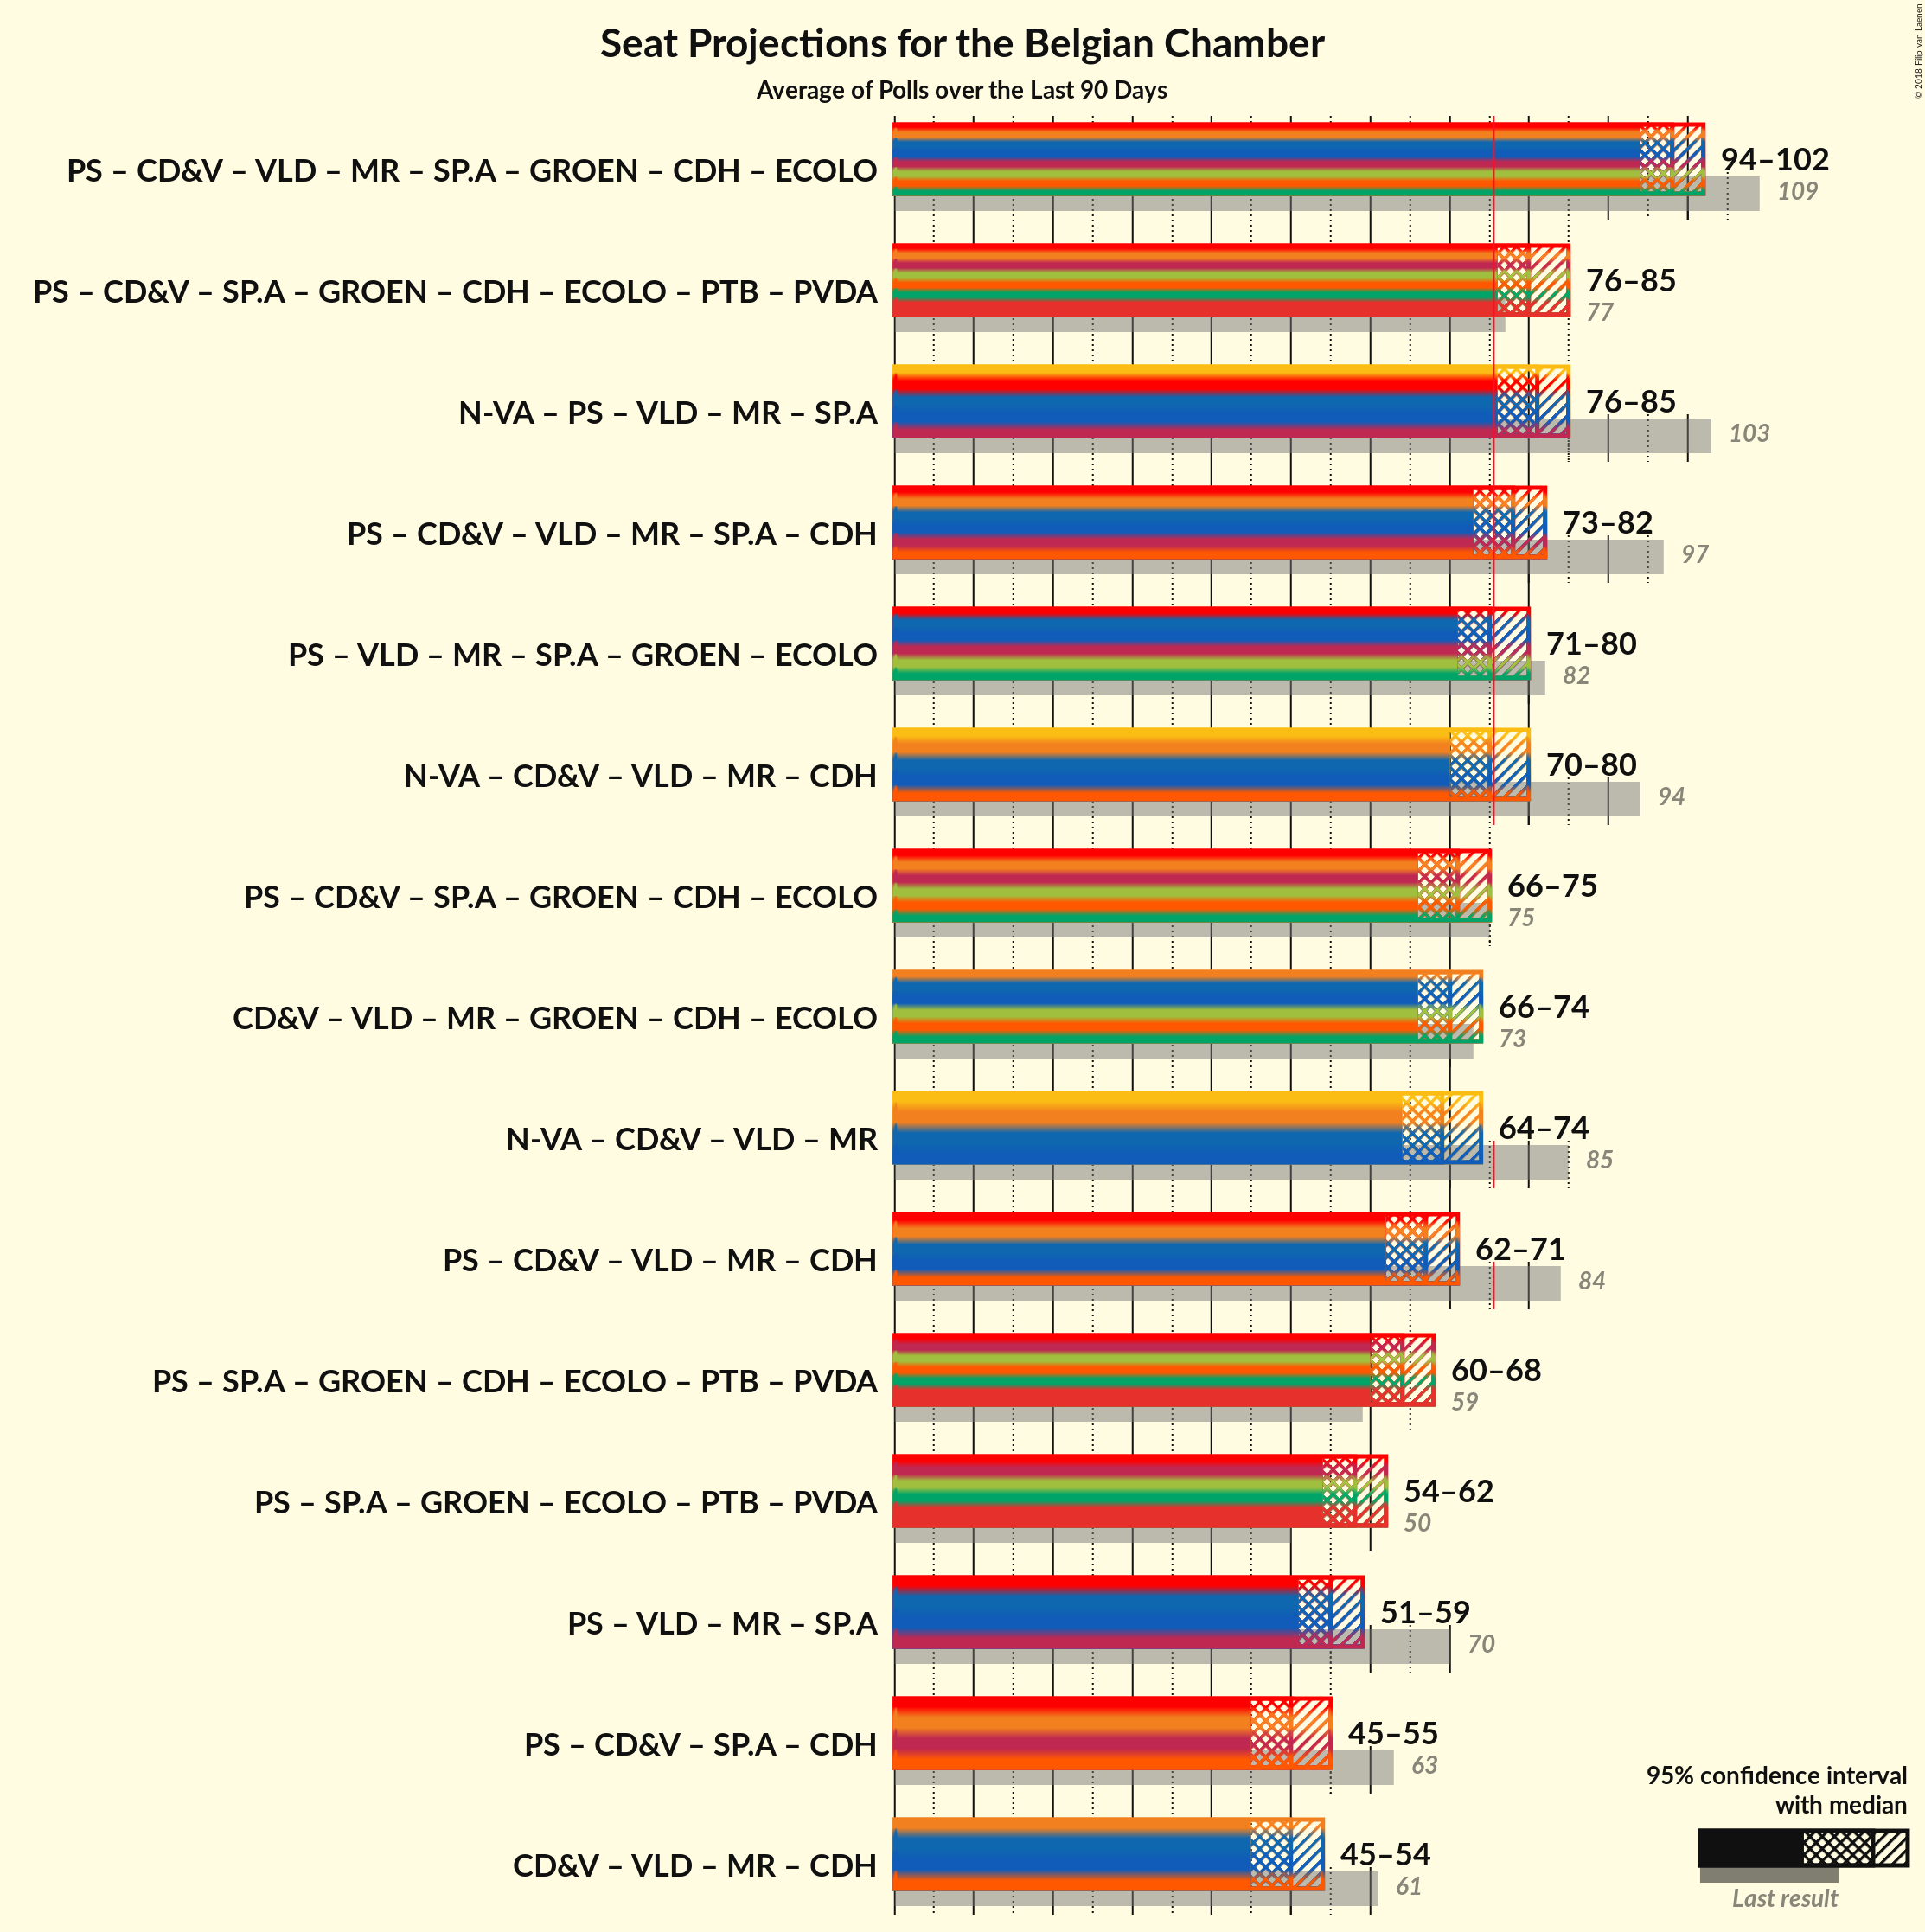 Seat Projections for the Belgian Chamber
Average of Polls over the Last 90 Days
© 2018 Filip van Laenen
PS – CD&V – VLD – MR – SP.A – GROEN – CDH – ECOLO
94–102
109
PS – CD&V – SP.A – GROEN – CDH – ECOLO – PTB – PVDA
76–85
77
N-VA – PS – VLD – MR – SP.A
76–85
103
PS – CD&V – VLD – MR – SP.A – CDH
73–82
97
PS – VLD – MR – SP.A – GROEN – ECOLO
71–80
82
N-VA – CD&V – VLD – MR – CDH
70–80
94
PS – CD&V – SP.A – GROEN – CDH – ECOLO
66–75
75
CD&V – VLD – MR – GROEN – CDH – ECOLO
66–74
73
N-VA – CD&V – VLD – MR
64–74
85
PS – CD&V – VLD – MR – CDH
62–71
84
PS – SP.A – GROEN – CDH – ECOLO – PTB – PVDA
60–68
59
PS – SP.A – GROEN – ECOLO – PTB – PVDA
54–62
50
PS – VLD – MR – SP.A
51–59
70
PS – CD&V – SP.A – CDH
45–55
63
CD&V – VLD – MR – CDH
45–54
61
95% confidence interval
with median
Last result